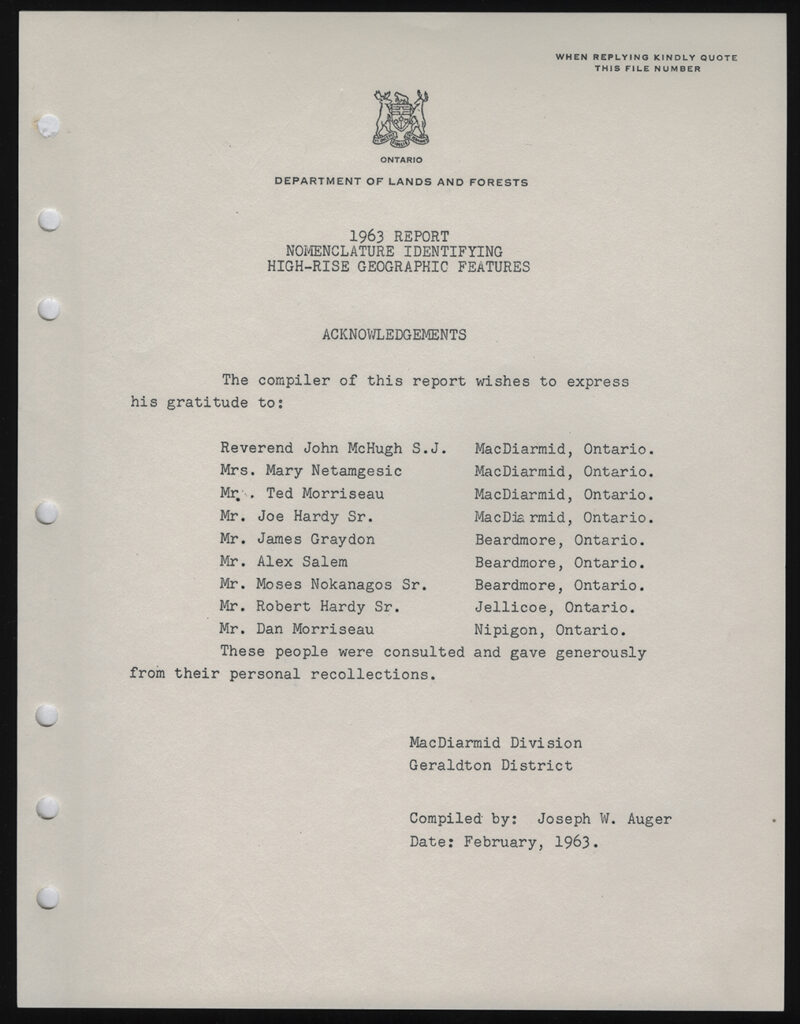 WHEN REPLYING KINDLY QUOTE
THIS FILE NUMBER
ONTARIO
DEPARTMENT OF LANDS AND FORESTS
1963 REPORT
NOMENCLATURE IDENTIFYING
HIGH-RISE GEOGRAPHIC FEATURES
ACKNOWLEDGEMENTS
The compiler of this report wishes to express
his gratitude to:
Reverend John McHugh S.J. MacDiarmid, Ontario.
Mrs. Mary Netamgesic MacDiarmid, Ontario.
Mr. . Ted Morriseau MacDiarmid, Ontario.
Mr. Joe Hardy Sr. MacDiarmid, Ontario.
Mr. James Graydon Beardmore, Ontario.
Mr. Alex Salem Beardmore, Ontario.
Mr. Moses Nokanagos Sr. Beardmore, Ontario.
Mr. Robert Hardy Sr. Jellicoe, Ontario.
Mr. Dan Morriseau Nipigon, Ontario.
These people were consulted and gave generously
from their personal recollections.
MacDiarmid Division
Geraldton District
Compiled by: Joseph W. Auger
Date: February, 1963.